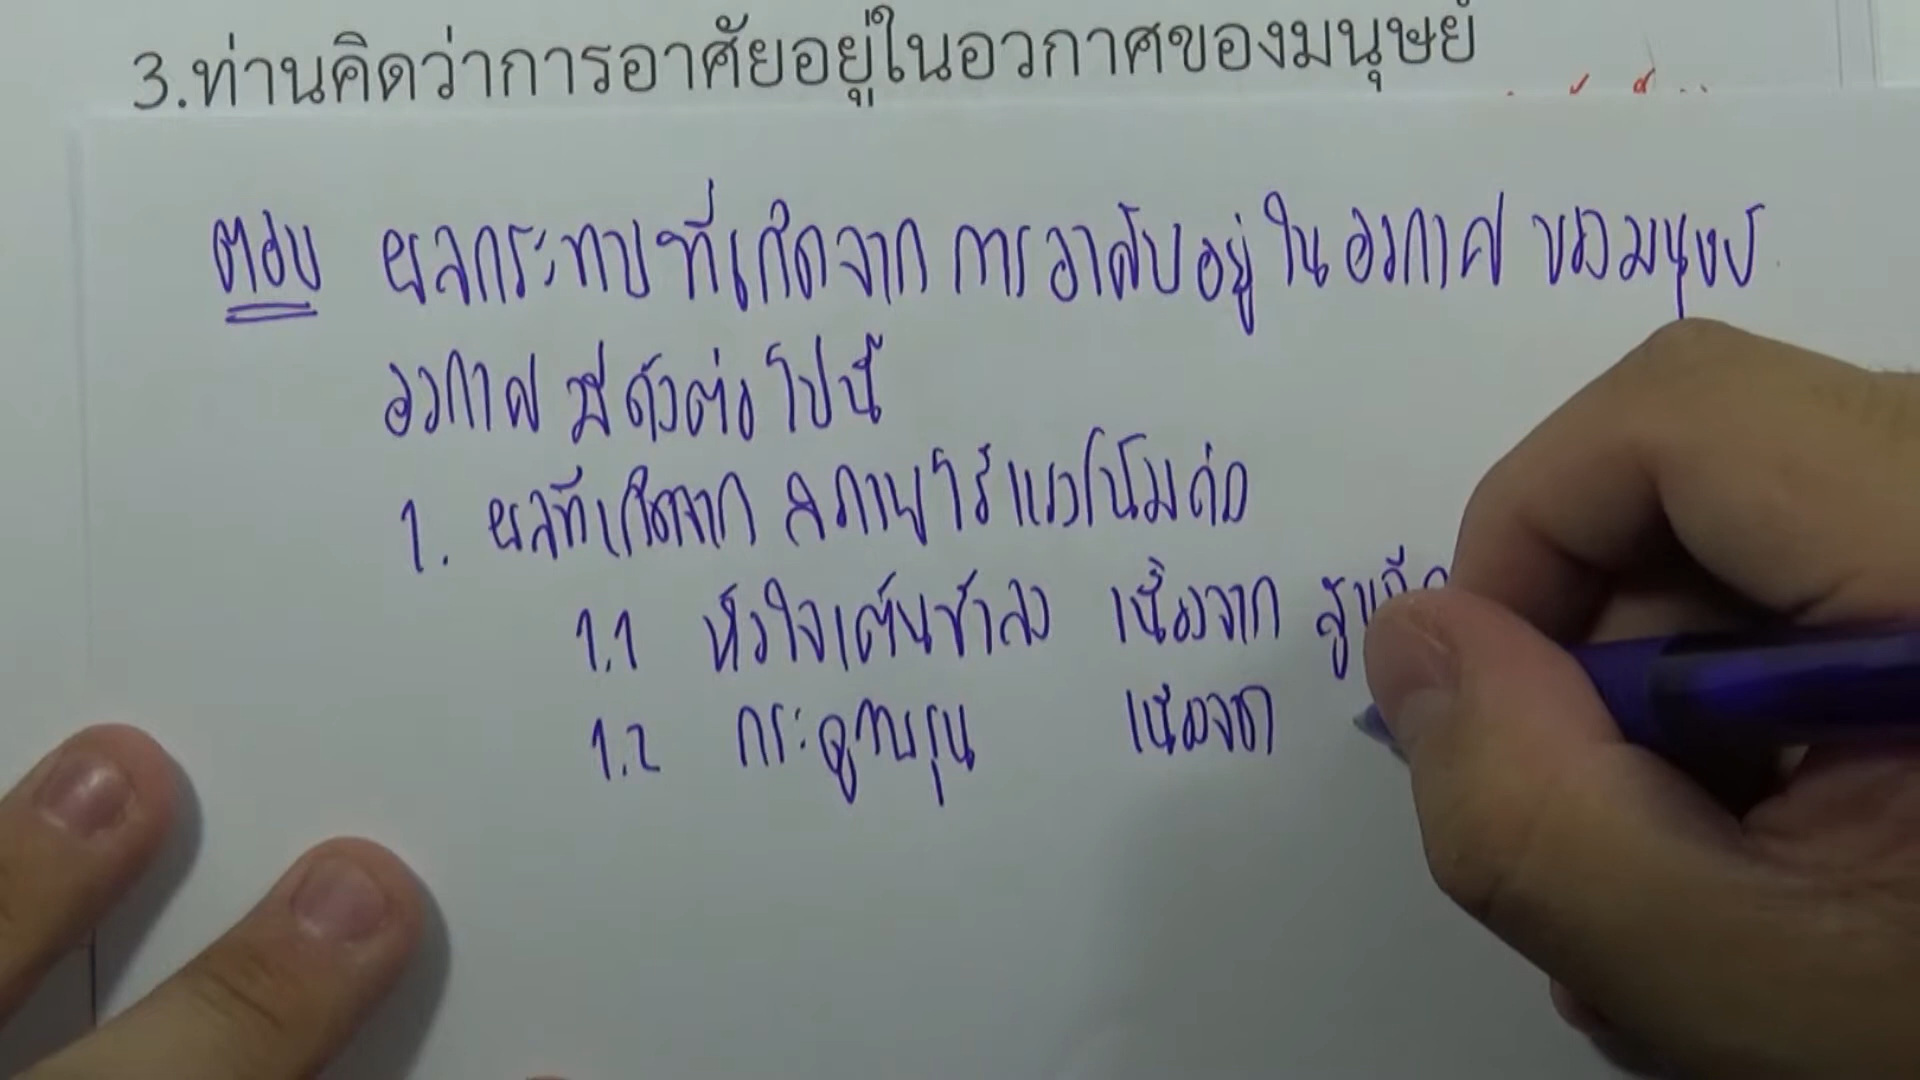 3.ท่านคิดว่าการอาศัยอยู่ในอวกาศของมนุษย์
ตอบ ผลกระทบที่เกิดจาก การอาศัยอยู่ใน อวกาศ ของมนุษย์
อวกาศ มีดังต่อไปนี้
1. ผลที่เกิดจาก สภาพไร้แรงโน้มถ่วง
1.1 หัวใจเต้นช้าลง เนื่องจาก
1.2 กระดูกพรุน เนื่องจา